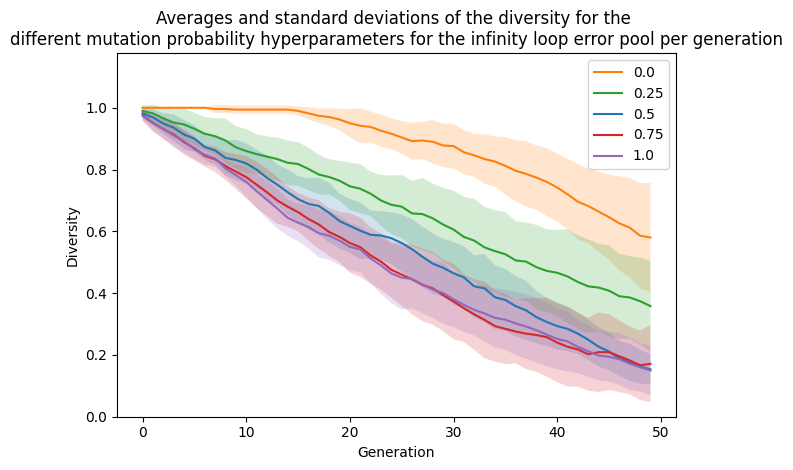 Averages and standard deviations of the diversity for the
different mutation probability hyperparameters for the infinity loop error pool per generation
0.0
0.25
0.5
0.75
1.0
Diversity
1.0
0.8
0.6
0.4
0.2
0.0
0 10 20 30 40 50
Generation